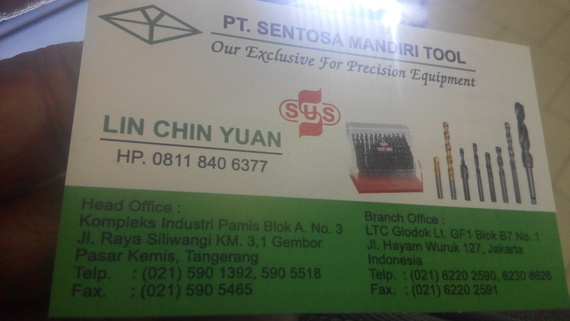 PT. SENTOSA MANDIRI TOOL
Our Exclusive For Precision Equipment
SUS
LIN CHIN YUAN
HP. 0811 840 6377
Head Office :
Kompleks Industri Pamis Blok A. No. 3
Jl. Raya Siliwangi KM. 3,1 Gembor
Pasar Kemis, Tangerang
Telp. : (021) 590 1392, 590 5518
Fax. : (021) 590 5465
Branch Office :
LTC Glodok Lt. GF1 Blok B7 No. 1
Jl. Hayam Wuruk 127, Jakarta
Indonesia
Telp. : (021) 6220 2590, 6230 8626
Fax. : (021) 6220 2591